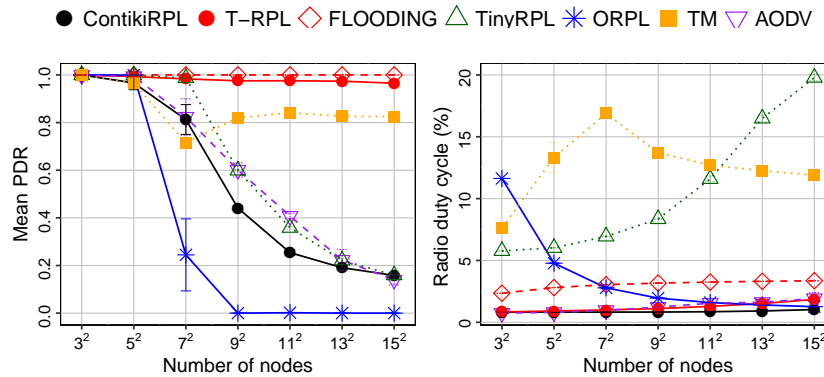 ContikiRPL T−RPL FLOODING TinyRPL ORPL TM AODV
Mean PDR
1.0
0.8
0.6
0.4
0.2
0.0
3² 5² 7² 9² 11² 13² 15²
Number of nodes
Radio duty cycle (%)
20
15
10
5
0
3² 5² 7² 9² 11² 13² 15²
Number of nodes